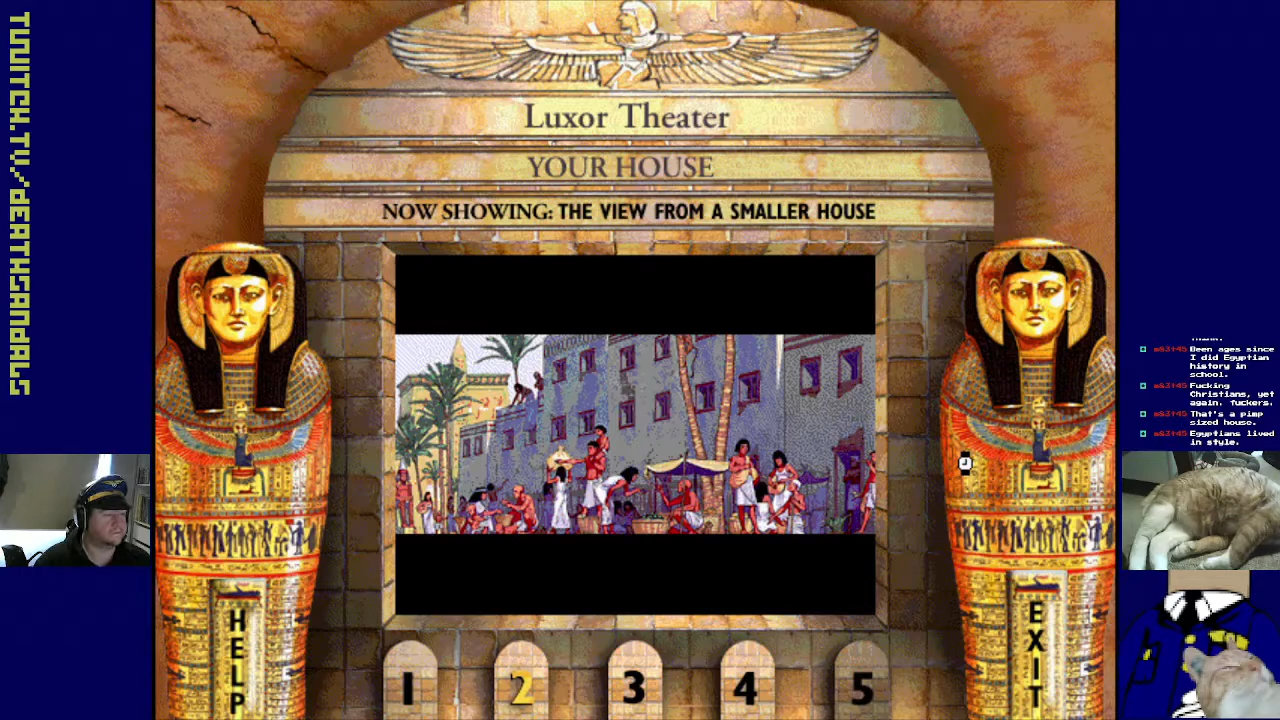 TWITCH.TV/DEATHSANDALS
Luxor Theater
YOUR HOUSE
NOW SHOWING: THE VIEW FROM A SMALLER HOUSE
Been ages since
I did Egyptian
history in
school.
Fucking
Christians, yet
again. fuckers.
That's a pimp
sized house.
Egyptians lived
in style.
HELP
EXIT
1 2 3 4 5